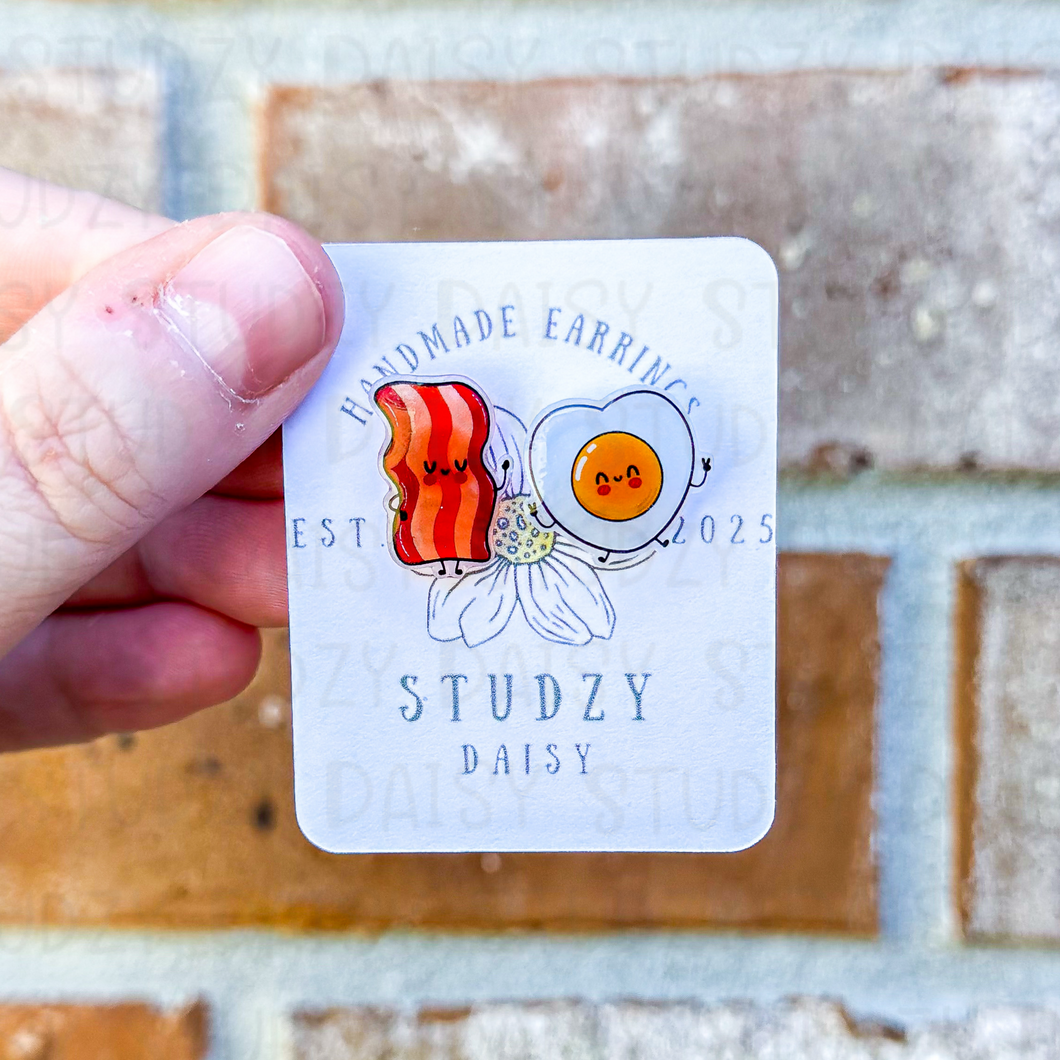 HANDMADE EARRINGS
EST. 2025
STUDZY
DAISY